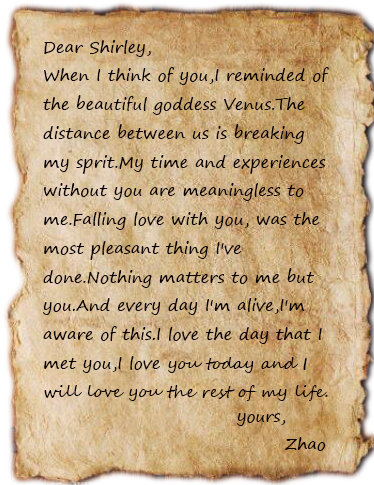 Dear Shirley,
When I think of you,I reminded of
the beautiful goddess Venus.The
distance between us is breaking
my sprit.My time and experiences
without you are meaningless to
me.Falling love with you, was the
most pleasant thing I've
done.Nothing matters to me but
you.And every day I'm alive,I'm
aware of this.I love the day that I
met you,I love you today and I
will love you the rest of my life.
yours,
Zhao